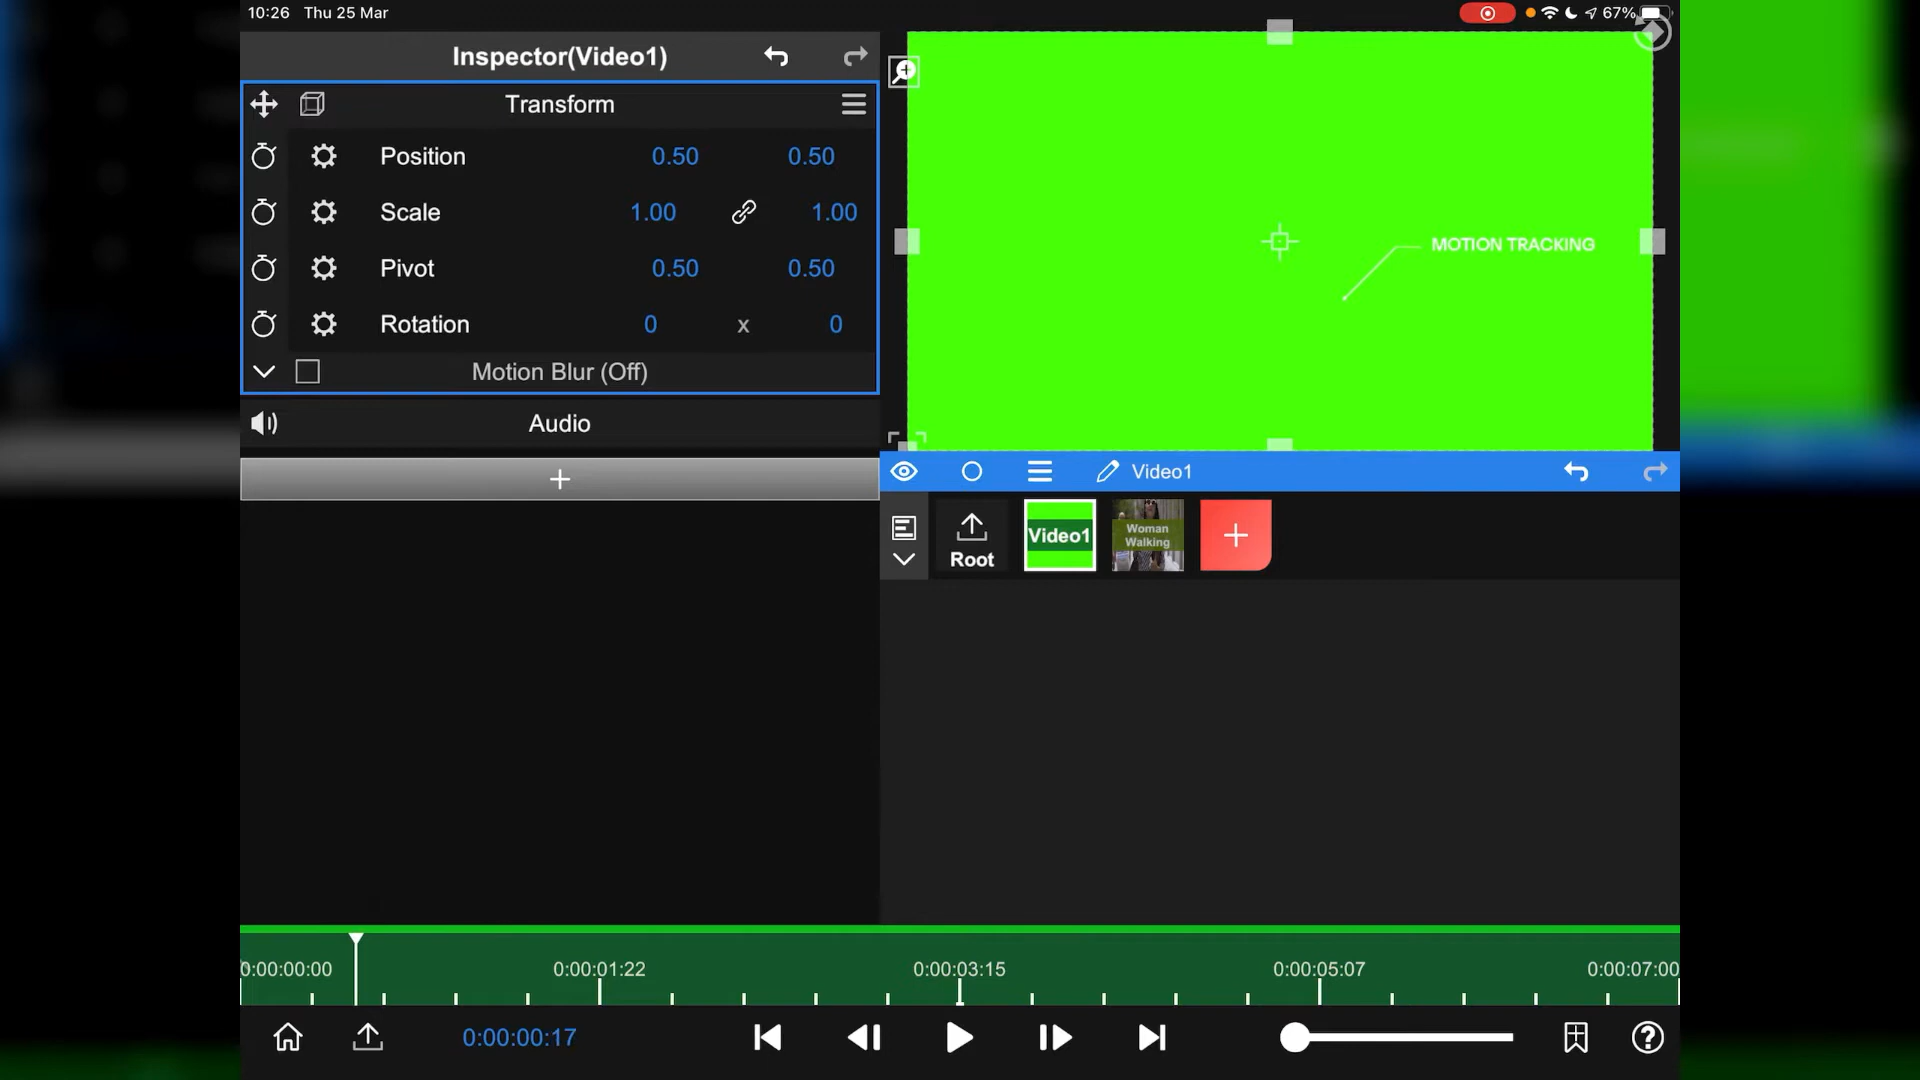 10:26 Thu 25 Mar
67%
Inspector(Video1)
Transform
Position 0.50 0.50
Scale 1.00 1.00
Pivot 0.50 0.50
Rotation 0 x 0
Motion Blur (Off)
Audio
+
MOTION TRACKING
Video1
Root
Video1
Woman
Walking
+
0:00:00:00 0:00:01:22 0:00:03:15 0:00:05:07 0:00:07:00
0:00:00:17